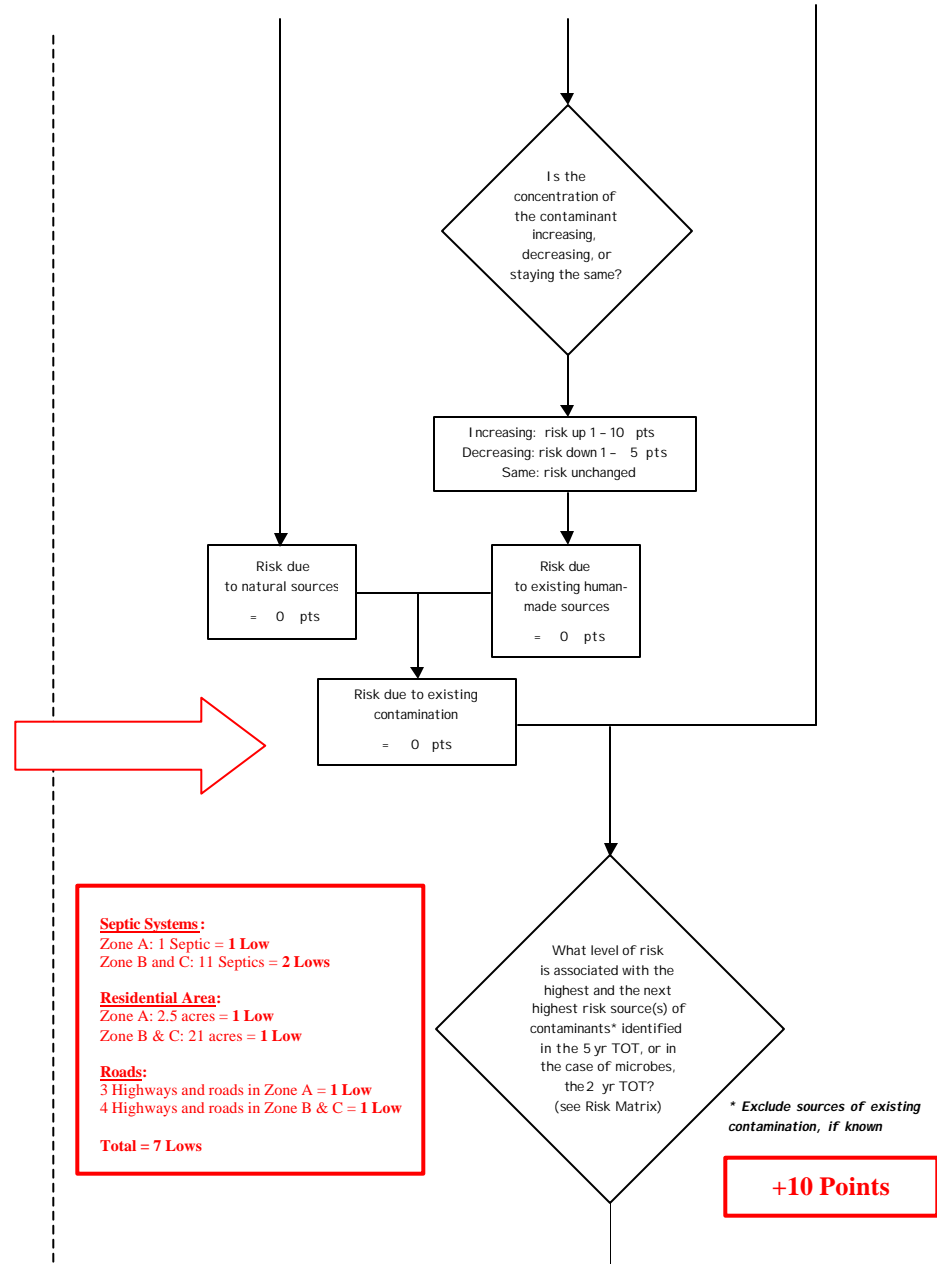 Is the
concentration of
the contaminant
increasing,
decreasing, or
staying the same?
Increasing: risk up 1 – 10 pts
Decreasing: risk down 1 – 5 pts
Same: risk unchanged
Risk due
to natural sources
= 0 pts
Risk due
to existing human-
made sources
= 0 pts
Risk due to existing
contamination
= 0 pts
Septic Systems:
Zone A: 1 Septic = 1 Low
Zone B and C: 11 Septics = 2 Lows
Residential Area:
Zone A: 2.5 acres = 1 Low
Zone B & C: 21 acres = 1 Low
Roads:
3 Highways and roads in Zone A = 1 Low
4 Highways and roads in Zone B & C = 1 Low
Total = 7 Lows
What level of risk
is associated with the
highest and the next
highest risk source(s) of
contaminants* identified
in the 5 yr TOT, or in
the case of microbes,
the 2 yr TOT?
(see Risk Matrix)
* Exclude sources of existing
contamination, if known
+10 Points